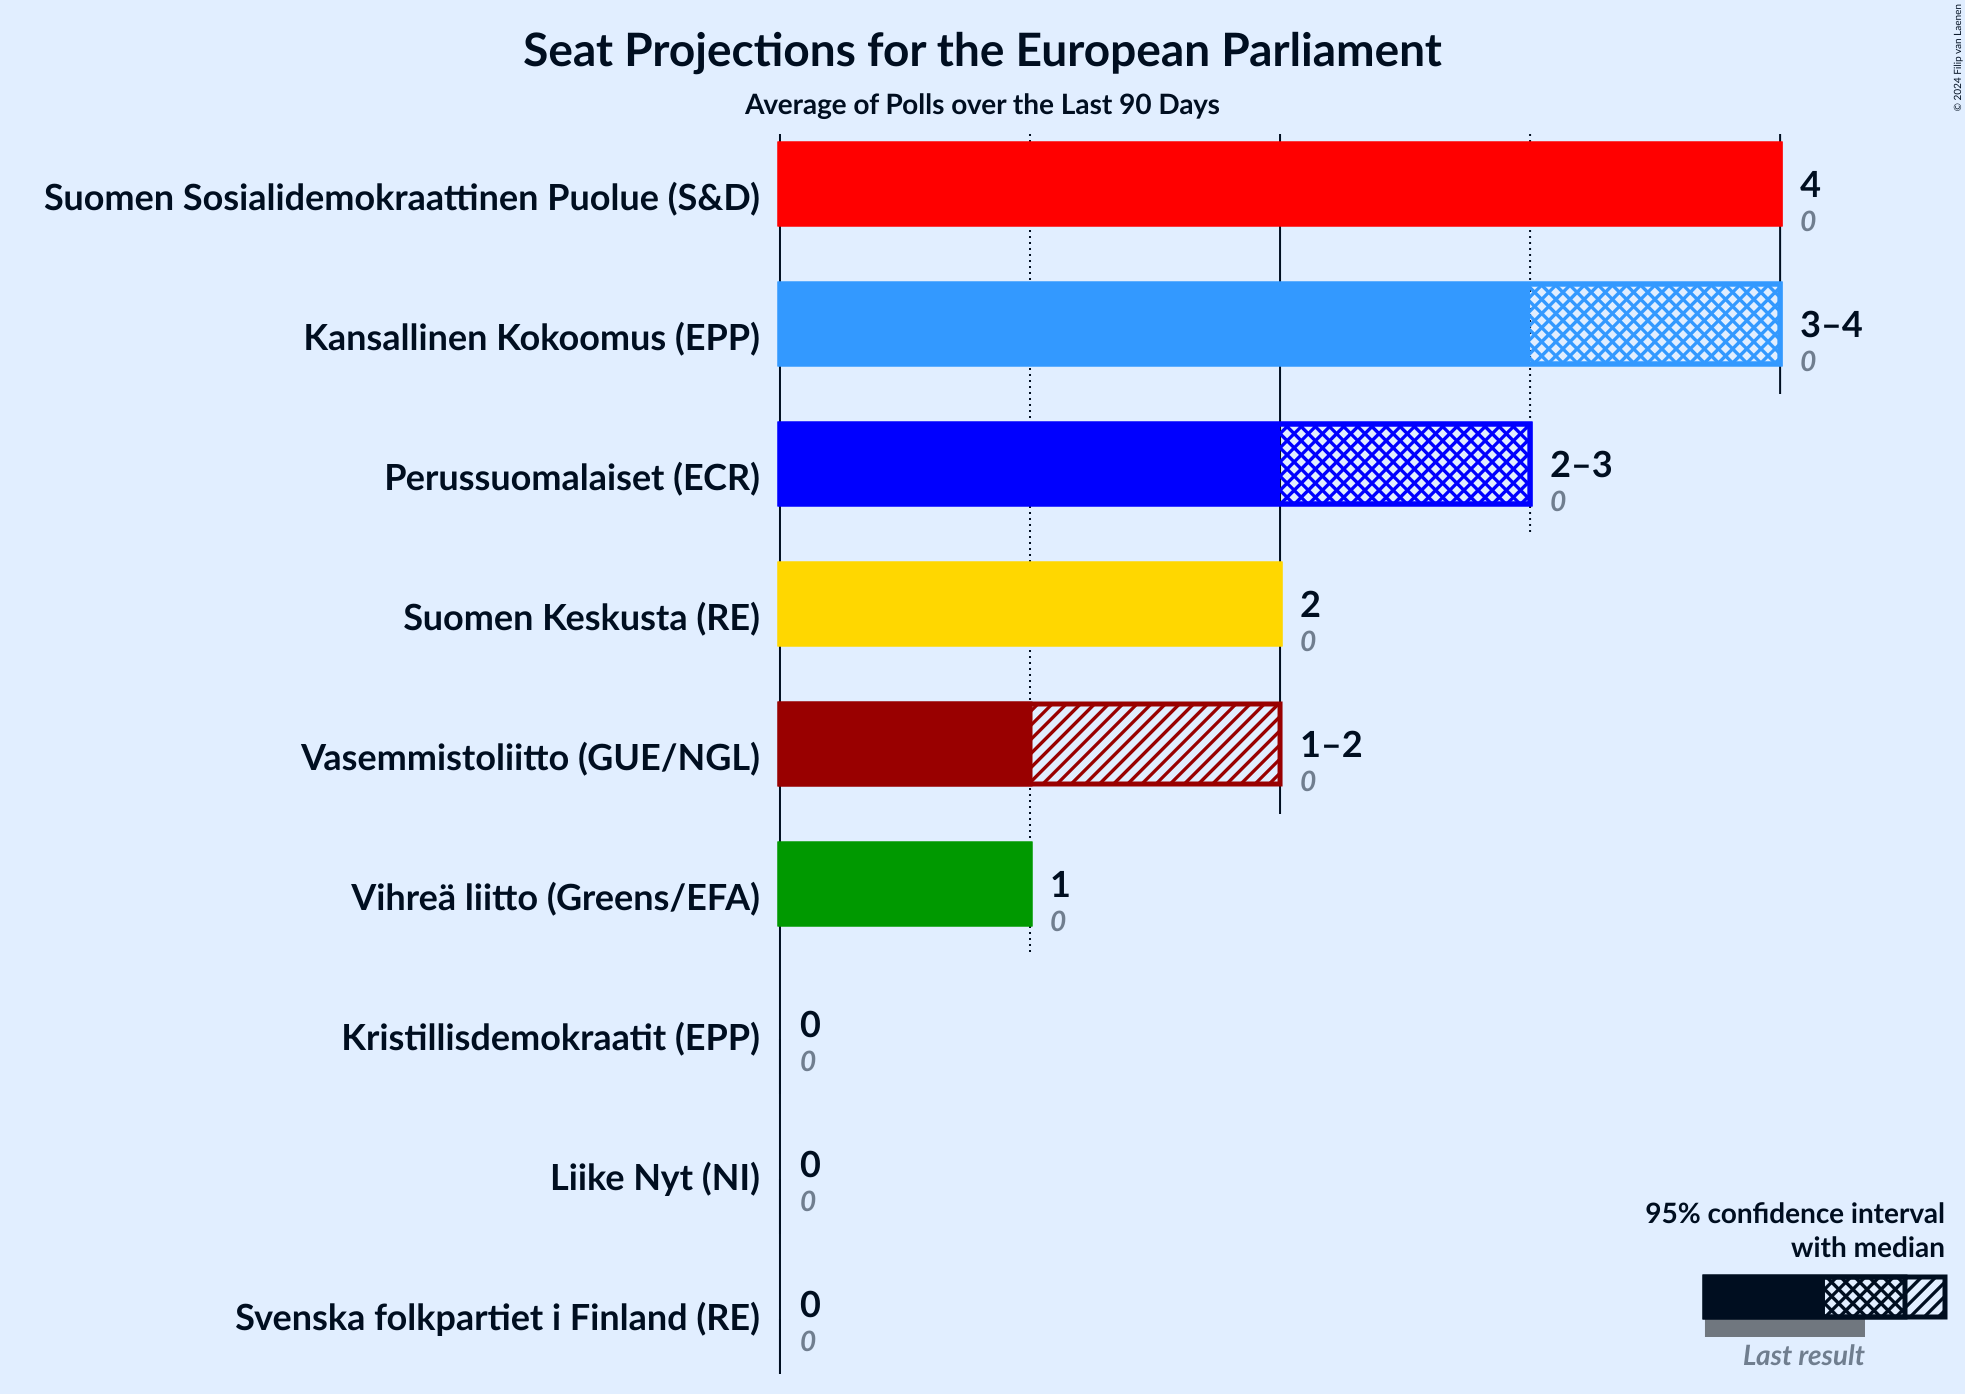 Seat Projections for the European Parliament
Average of Polls over the Last 90 Days
© 2024 Filip van Laenen
Suomen Sosialidemokraattinen Puolue (S&D)
4
0
Kansallinen Kokoomus (EPP)
3–4
0
Perussuomalaiset (ECR)
2–3
0
Suomen Keskusta (RE)
2
0
Vasemmistoliitto (GUE/NGL)
1–2
0
Vihreä liitto (Greens/EFA)
1
0
Kristillisdemokraatit (EPP)
0
0
Liike Nyt (NI)
0
0
Svenska folkpartiet i Finland (RE)
0
0
95% confidence interval
with median
Last result